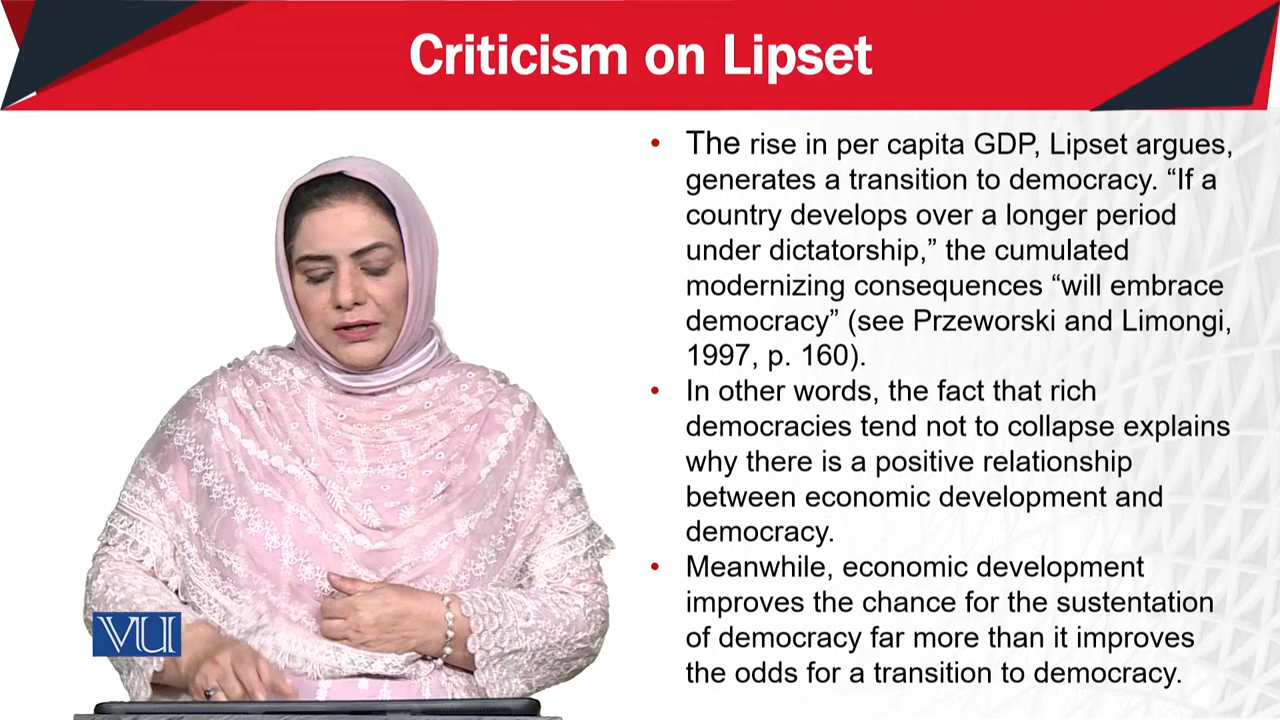 Criticism on Lipset
• The rise in per capita GDP, Lipset argues,
generates a transition to democracy. “If a
country develops over a longer period
under dictatorship,” the cumulated
modernizing consequences “will embrace
democracy” (see Przeworski and Limongi,
1997, p. 160).
• In other words, the fact that rich
democracies tend not to collapse explains
why there is a positive relationship
between economic development and
democracy.
• Meanwhile, economic development
improves the chance for the sustentation
of democracy far more than it improves
the odds for a transition to democracy.
VU